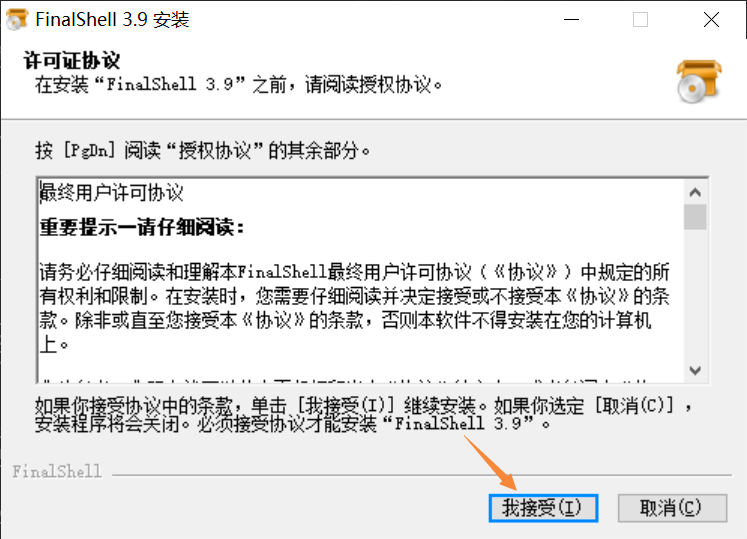 FinalShell 3.9 安装
许可证协议
在安装“FinalShell 3.9”之前，请阅读授权协议。
按 [PgDn] 阅读“授权协议”的其余部分。
最终用户许可协议
重要提示—请仔细阅读：
请务必仔细阅读和理解本FinalShell最终用户许可协议（《协议》）中规定的所
有权利和限制。在安装时，您需要仔细阅读并决定接受或不接受本《协议》的条
款。除非或直至您接受本《协议》的条款，否则本软件不得安装在您的计算机
上。
如果你接受协议中的条款，单击 [我接受(I)] 继续安装。如果你选定 [取消(C)] ，
安装程序将会关闭。必须接受协议才能安装“FinalShell 3.9”。
FinalShell
我接受(I)
取消(C)